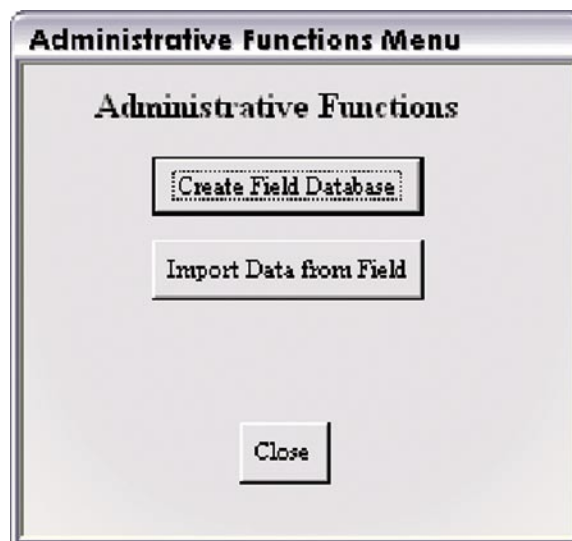 Administrative Functions Menu
Administrative Functions
Create Field Database
Import Data from Field
Close